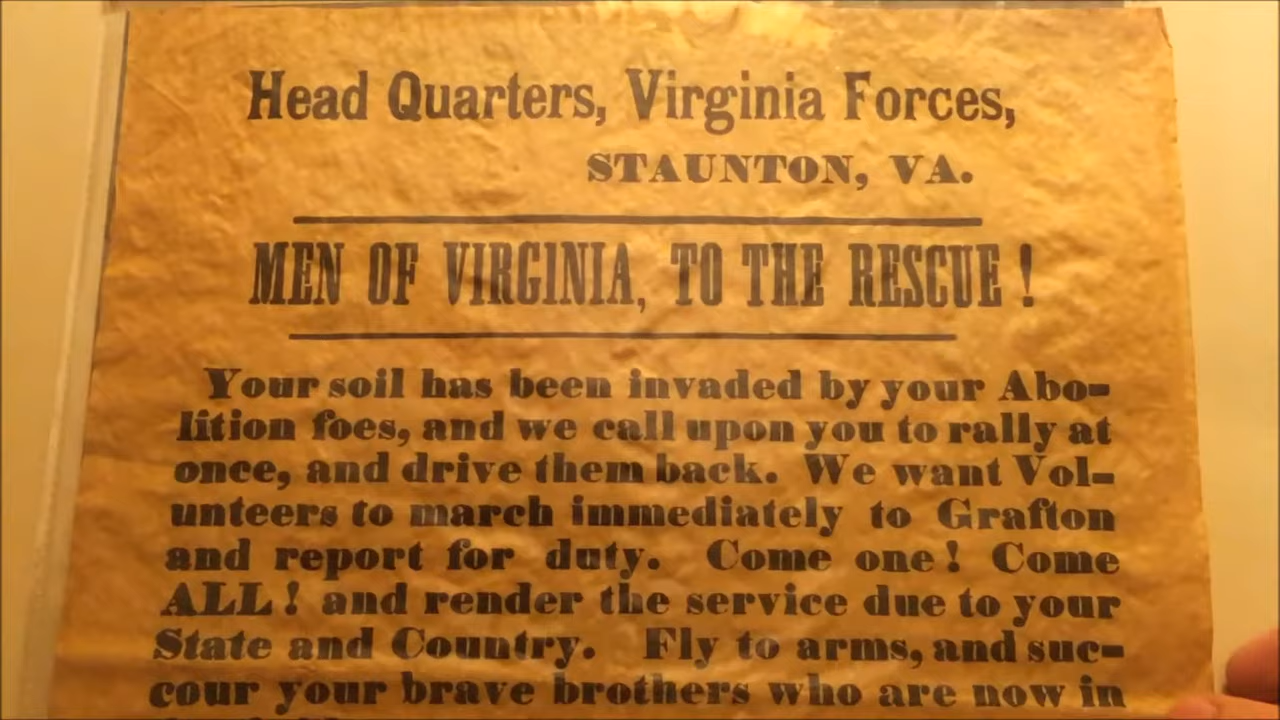 Head Quarters, Virginia Forces,
STAUNTON, VA.
MEN OF VIRGINIA, TO THE RESCUE !
Your soil has been invaded by your Abo-
lition foes, and we call upon you to rally at
once, and drive them back. We want Vol-
unteers to march immediately to Grafton
and report for duty. Come one! Come
ALL! and render the service due to your
State and Country. Fly to arms, and suc-
cour your brave brothers who are now in